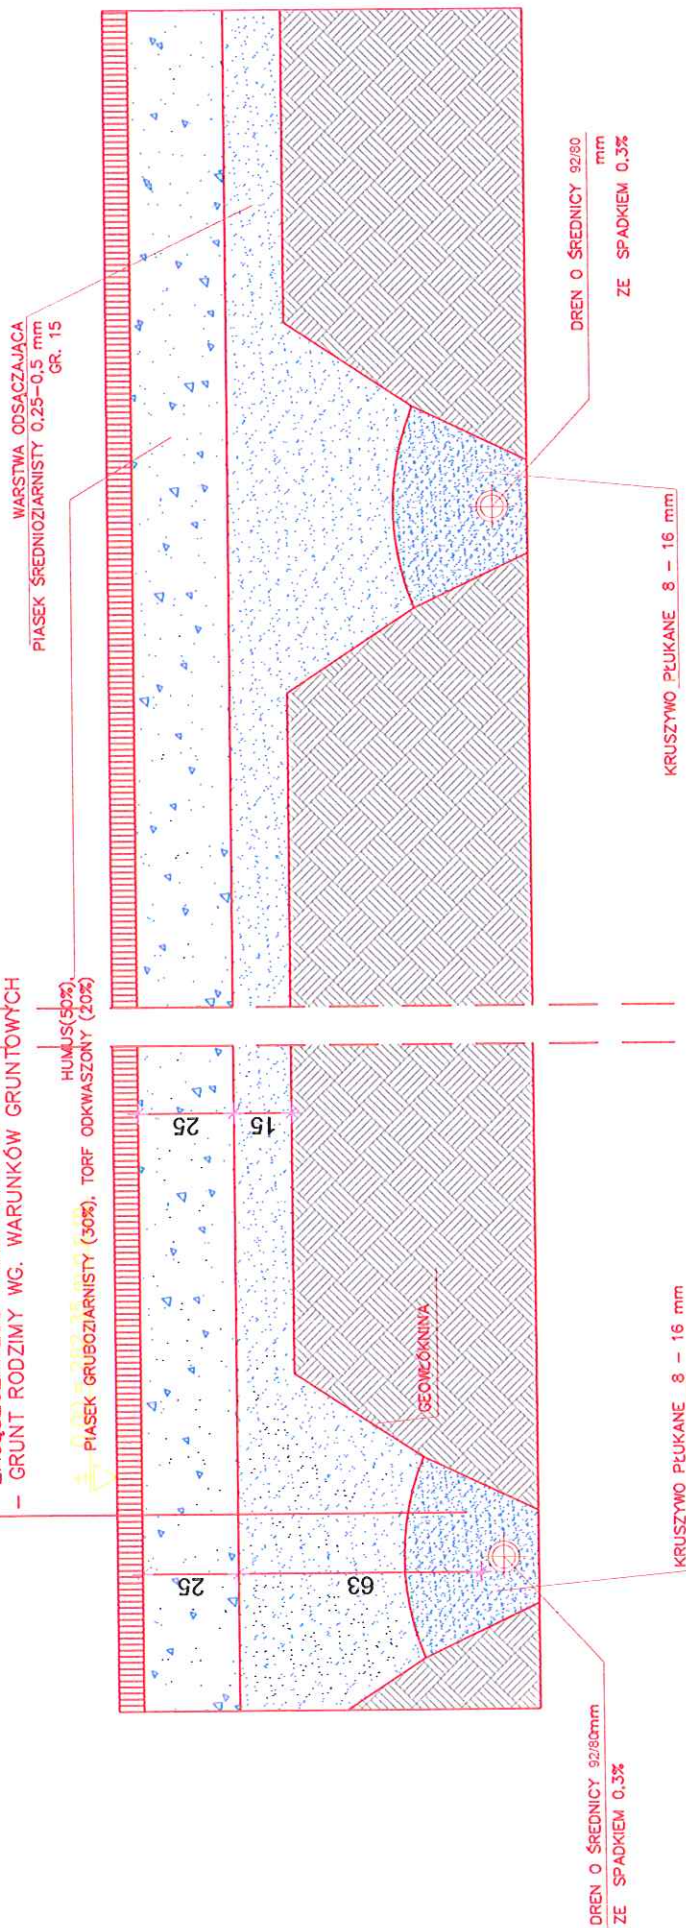 – GRUNT RODZIMY WG. WARUNKÓW GRUNTOWYCH
HUMUS(50%),
PIASEK GRUBOZIARNISTY (30%), TORF ODKWASZONY (20%)
WARSTWA ODSĄCZAJĄCA
PIASEK ŚREDNIOZIARNISTY 0,25–0,5 mm
GR. 15
25
15
25
63
GEOWŁÓKNINA
DREN O ŚREDNICY 92/80mm
ZE SPADKIEM 0.3%
KRUSZYWO PŁUKANE 8 – 16 mm
KRUSZYWO PŁUKANE 8 – 16 mm
DREN O ŚREDNICY 92/80
mm
ZE SPADKIEM 0.3%